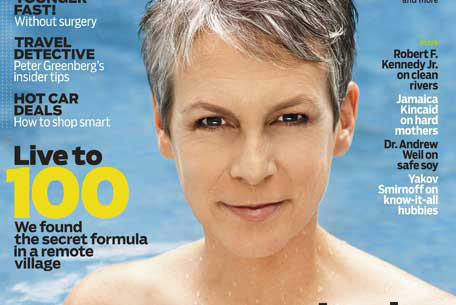 YOUNGER
FAST!
Without surgery
TRAVEL
DETECTIVE
Peter Greenberg's
insider tips
HOT CAR
DEALS
How to shop smart
Live to
100
We found
the secret formula
in a remote
village
and more
PLUS
Robert F.
Kennedy Jr.
on clean
rivers
Jamaica
Kincaid
on hard
mothers
Dr. Andrew
Weil on
safe soy
Yakov
Smirnoff on
know-it-all
hubbies